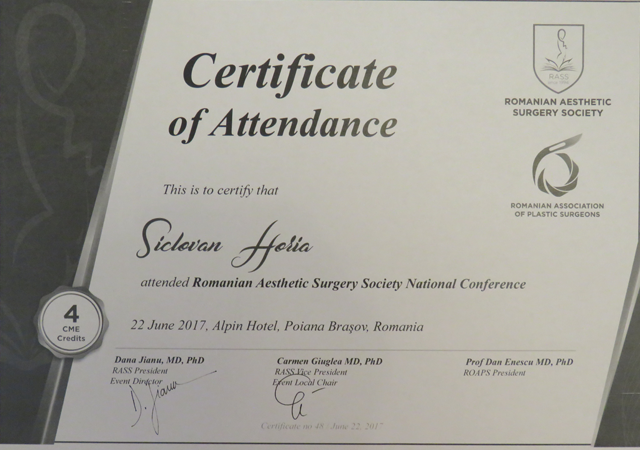 Certificate
of Attendance
RASS
ROMANIAN AESTHETIC
SURGERY SOCIETY
ROMANIAN ASSOCIATION
OF PLASTIC SURGEONS
This is to certify that
Siclovan Horia
attended Romanian Aesthetic Surgery Society National Conference
22 June 2017, Alpin Hotel, Poiana Brașov, Romania
4
CME
Credits
Dana Jianu, MD, PhD
RASS President
Event Director
D. Jianu
Carmen Giuglea MD, PhD
RASS Vice President
Event Local Chair
Prof Dan Enescu MD, PhD
ROAPS President
Certificate no 48 / June 22, 2017